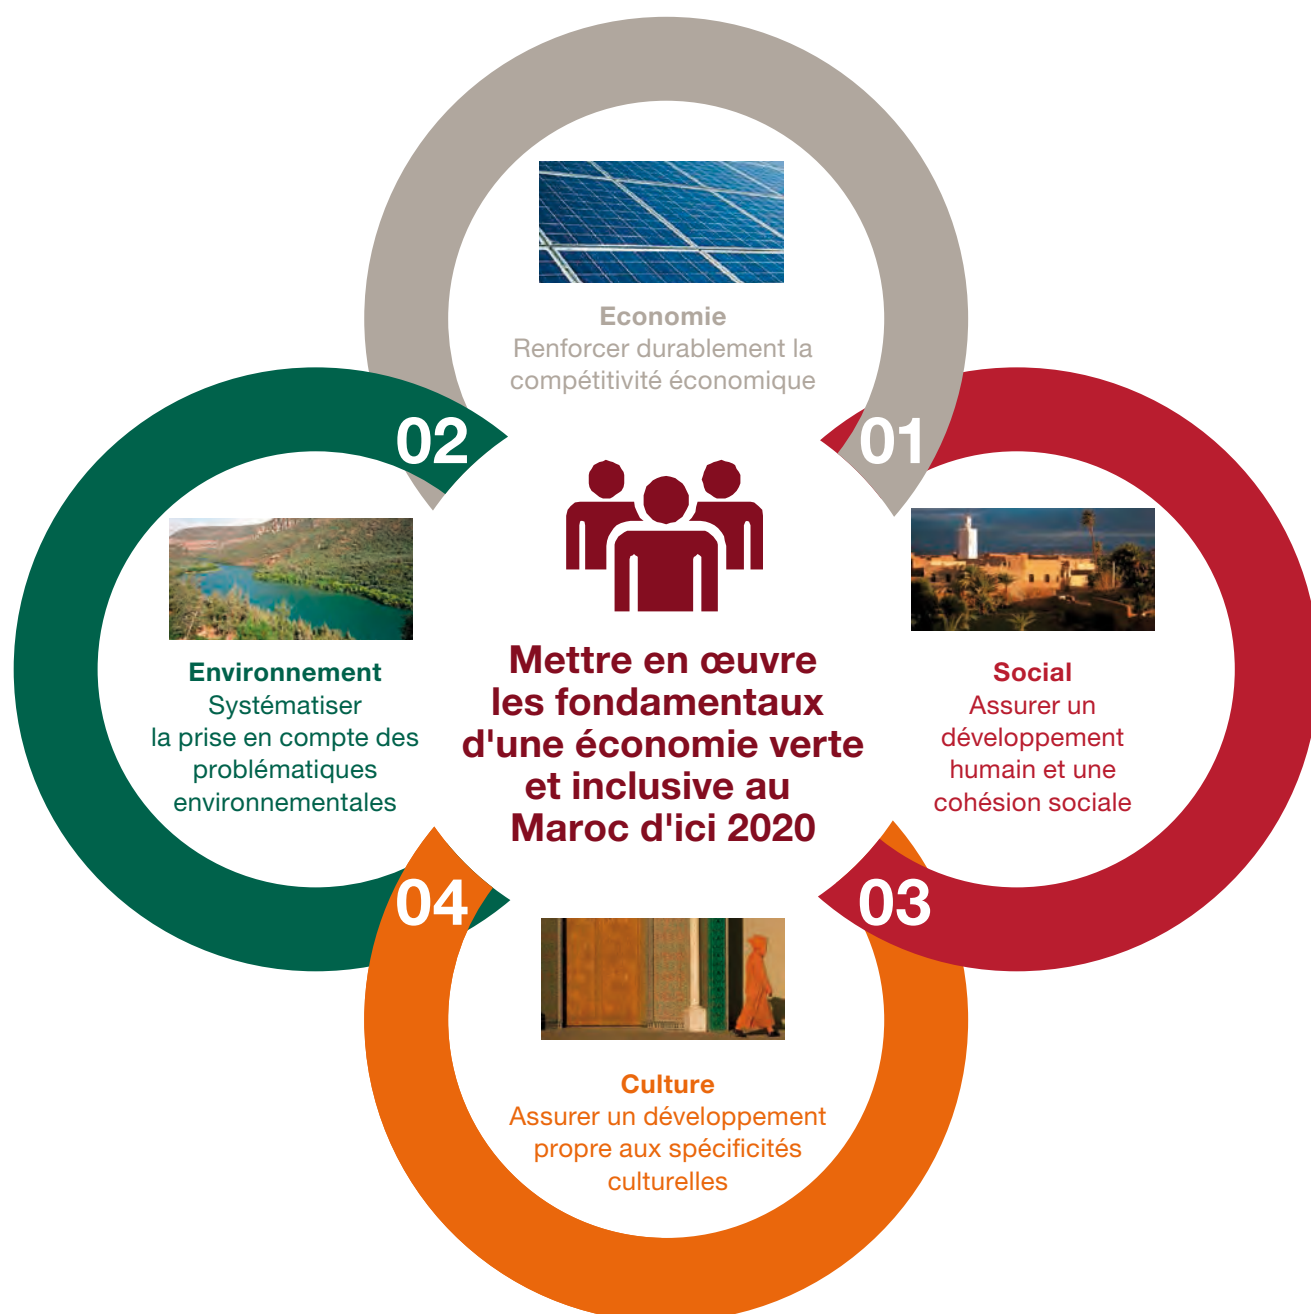 Economie
Renforcer durablement la
compétitivité économique
02
01
Environnement
Systématiser
la prise en compte des
problématiques
environnementales
Mettre en œuvre
les fondamentaux
d'une économie verte
et inclusive au
Maroc d'ici 2020
Social
Assurer un
développement
humain et une
cohésion sociale
04
03
Culture
Assurer un développement
propre aux spécificités
culturelles